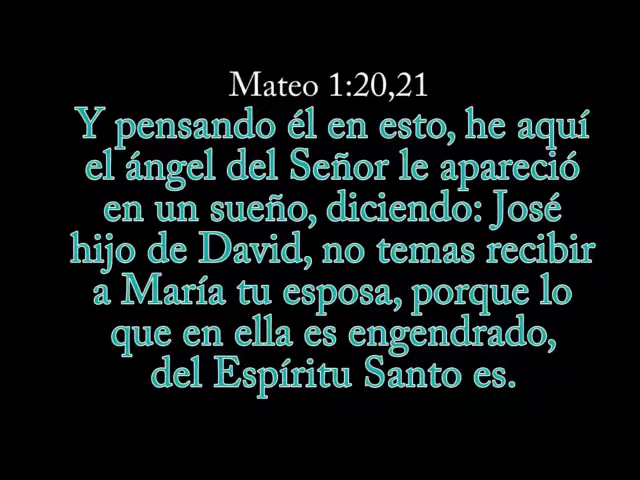 Mateo 1:20,21
Y pensando él en esto, he aquí
el ángel del Señor le apareció
en un sueño, diciendo: José
hijo de David, no temas recibir
a María tu esposa, porque lo
que en ella es engendrado,
del Espíritu Santo es.